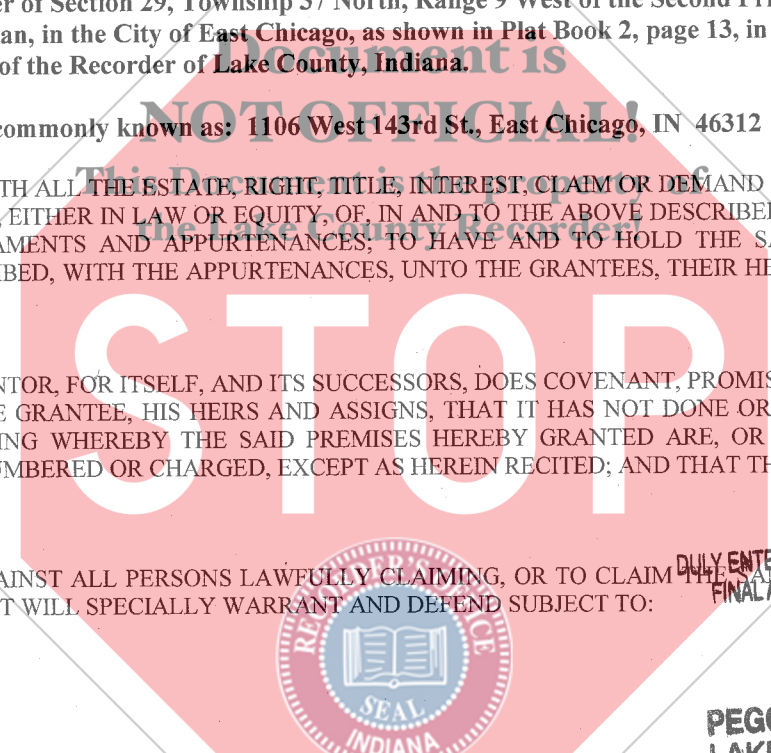 er of Section 29, Township 37 North, Range 9 West of the Second Pri
an, in the City of East Chicago, as shown in Plat Book 2, page 13, in
Document is
of the Recorder of Lake County, Indiana.
NOT OFFICIAL!
commonly known as: 1106 West 143rd St., East Chicago, IN 46312
This Document is the property of
TH ALL THE ESTATE, RIGHT, TITLE, INTEREST, CLAIM OR DEMAND
, EITHER IN LAW OR EQUITY, OF, IN AND TO THE ABOVE DESCRIBED
the Lake County Recorder!
AMENTS AND APPURTENANCES; TO HAVE AND TO HOLD THE SA
IBED, WITH THE APPURTENANCES, UNTO THE GRANTEES, THEIR HE
STOP
NTOR, FOR ITSELF, AND ITS SUCCESSORS, DOES COVENANT, PROMIS
E GRANTEE, HIS HEIRS AND ASSIGNS, THAT IT HAS NOT DONE OR
ING WHEREBY THE SAID PREMISES HEREBY GRANTED ARE, OR
UMBERED OR CHARGED, EXCEPT AS HEREIN RECITED; AND THAT TH
DULY ENTE
AINST ALL PERSONS LAWFULLY CLAIMING, OR TO CLAIM THE SA
FINAL A
T WILL SPECIALLY WARRANT AND DEFEND SUBJECT TO:
RECORDER'S OFFICE
SEAL
INDIANA
PEGG
LAKE